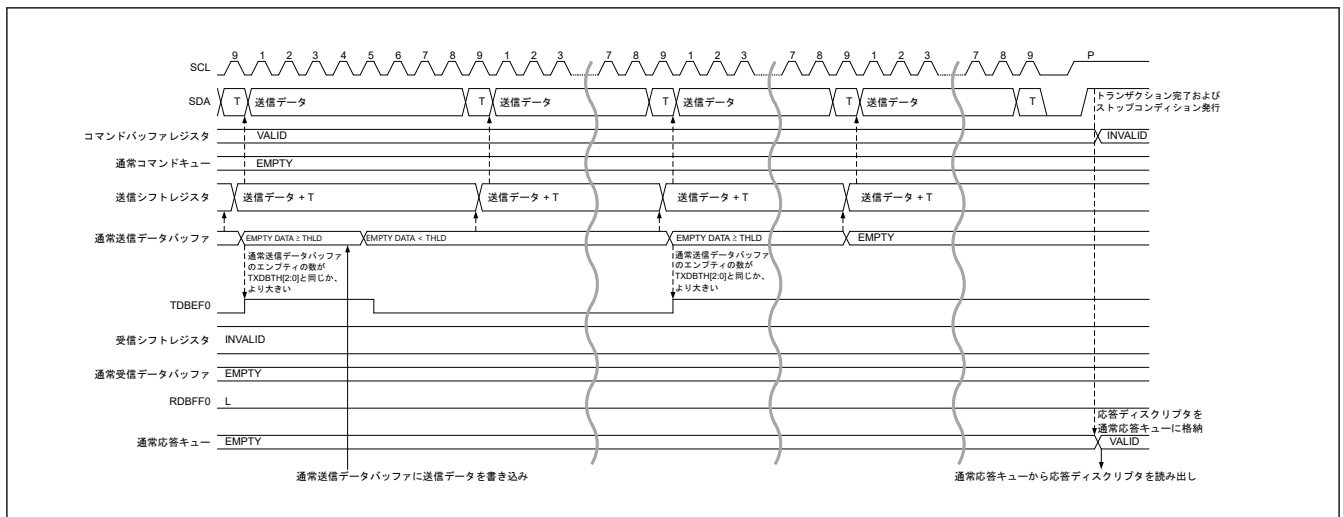 9 1 2 3 4 5 6 7 8 9 1 2 3 7 8 9 1 2 3 7 8 9 1 2 3 7 8 9 P
SCL
SDA T 送信データ T 送信データ T 送信データ T 送信データ T
トランザクション完了および
ストップコンディション発行
コマンドバッファレジスタ VALID INVALID
通常コマンドキュー EMPTY
送信シフトレジスタ 送信データ + T 送信データ + T 送信データ + T 送信データ + T
通常送信データバッファ EMPTY DATA ≥ THLD EMPTY DATA < THLD EMPTY DATA ≥ THLD EMPTY
通常送信データバッファ
のエンプティの数が
TXDBTH[2:0]と同じか、
より大きい
通常送信データバッファ
のエンプティの数が
TXDBTH[2:0]と同じか、
より大きい
TDBEF0
受信シフトレジスタ INVALID
通常受信データバッファ EMPTY
RDBFF0 L
応答ディスクリプタを
通常応答キューに格納
通常応答キュー EMPTY VALID
通常送信データバッファに送信データを書き込み
通常応答キューから応答ディスクリプタを読み出し